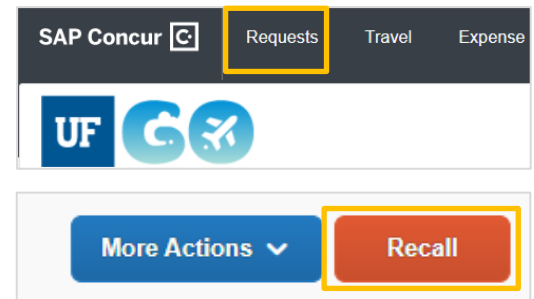 SAP Concur C Requests Travel Expense
UF C
More Actions Recall